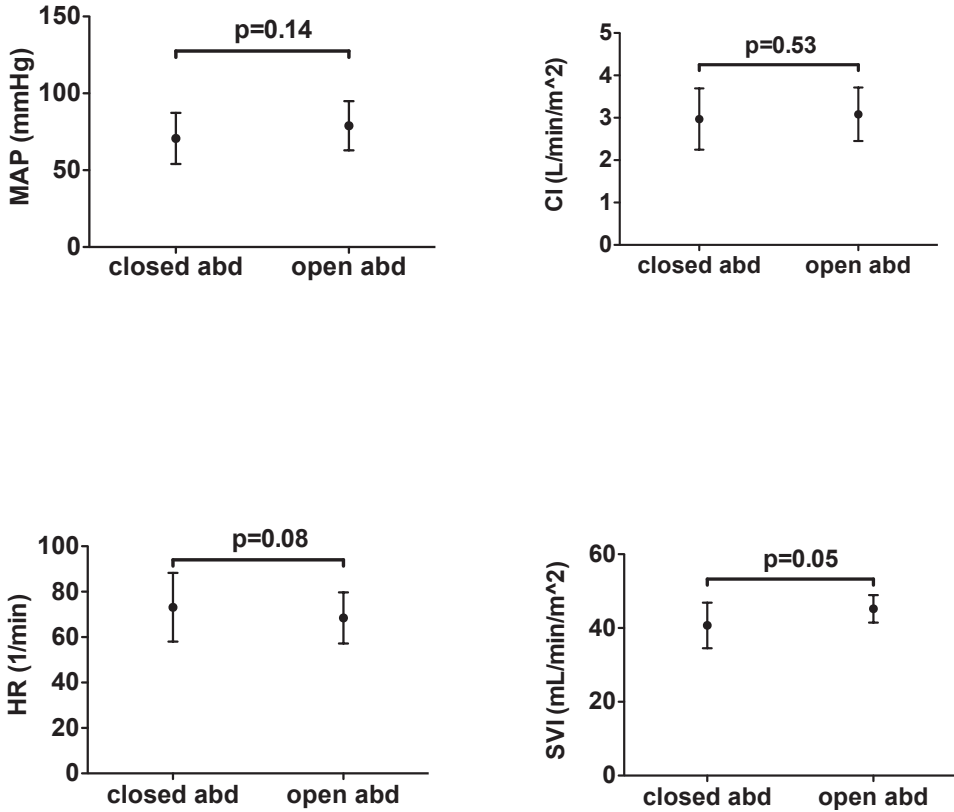 MAP (mmHg)
150
100
50
0
p=0.14
closed abd
open abd
CI (L/min/m^2)
5
4
3
2
1
0
p=0.53
closed abd
open abd
HR (1/min)
100
80
60
40
20
0
p=0.08
closed abd
open abd
SVI (mL/min/m^2)
60
40
20
0
p=0.05
closed abd
open abd